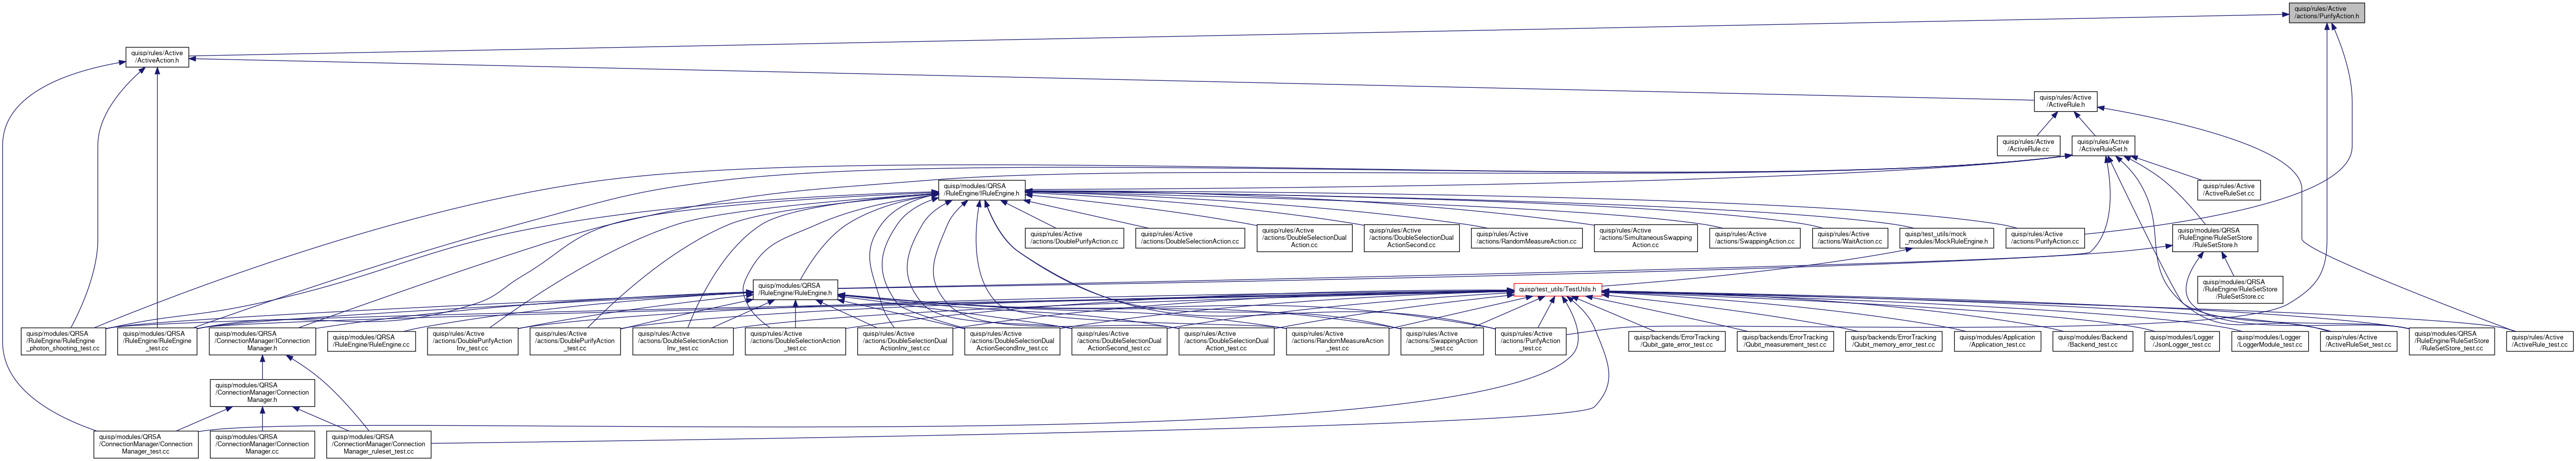 quisp/rules/Active
/actions/PurifyAction.h
quisp/rules/Active
/ActiveAction.h
quisp/rules/Active
/ActiveRule.h
quisp/rules/Active
/ActiveRule.cc
quisp/rules/Active
/ActiveRuleSet.h
quisp/modules/QRSA
/RuleEngine/IRuleEngine.h
quisp/rules/Active
/ActiveRuleSet.cc
quisp/rules/Active
/actions/DoublePurifyAction.cc
quisp/rules/Active
/actions/DoubleSelectionAction.cc
quisp/rules/Active
/actions/DoubleSelectionDual
Action.cc
quisp/rules/Active
/actions/DoubleSelectionDual
ActionSecond.cc
quisp/rules/Active
/actions/RandomMeasureAction.cc
quisp/rules/Active
/actions/SimultaneousSwapping
Action.cc
quisp/rules/Active
/actions/SwappingAction.cc
quisp/rules/Active
/actions/WaitAction.cc
quisp/test_utils/mock
_modules/MockRuleEngine.h
quisp/rules/Active
/actions/PurifyAction.cc
quisp/modules/QRSA
/RuleEngine/RuleSetStore
/RuleSetStore.h
quisp/modules/QRSA
/RuleEngine/RuleEngine.h
quisp/test_utils/TestUtils.h
quisp/modules/QRSA
/RuleEngine/RuleSetStore
/RuleSetStore.cc
quisp/modules/QRSA
/RuleEngine/RuleEngine
_photon_shooting_test.cc
quisp/modules/QRSA
/RuleEngine/RuleEngine
_test.cc
quisp/modules/QRSA
/ConnectionManager/IConnection
Manager.h
quisp/modules/QRSA
/RuleEngine/RuleEngine.cc
quisp/rules/Active
/actions/DoublePurifyAction
Inv_test.cc
quisp/rules/Active
/actions/DoublePurifyAction
_test.cc
quisp/rules/Active
/actions/DoubleSelectionAction
Inv_test.cc
quisp/rules/Active
/actions/DoubleSelectionAction
_test.cc
quisp/rules/Active
/actions/DoubleSelectionDual
ActionInv_test.cc
quisp/rules/Active
/actions/DoubleSelectionDual
ActionSecondInv_test.cc
quisp/rules/Active
/actions/DoubleSelectionDual
ActionSecond_test.cc
quisp/rules/Active
/actions/DoubleSelectionDual
Action_test.cc
quisp/rules/Active
/actions/RandomMeasureAction
_test.cc
quisp/rules/Active
/actions/SwappingAction
_test.cc
quisp/rules/Active
/actions/PurifyAction
_test.cc
quisp/backends/ErrorTracking
/Qubit_gate_error_test.cc
quisp/backends/ErrorTracking
/Qubit_measurement_test.cc
quisp/backends/ErrorTracking
/Qubit_memory_error_test.cc
quisp/modules/Application
/Application_test.cc
quisp/modules/Backend
/Backend_test.cc
quisp/modules/Logger
/JsonLogger_test.cc
quisp/modules/Logger
/LoggerModule_test.cc
quisp/rules/Active
/ActiveRuleSet_test.cc
quisp/modules/QRSA
/RuleEngine/RuleSetStore
/RuleSetStore_test.cc
quisp/rules/Active
/ActiveRule_test.cc
quisp/modules/QRSA
/ConnectionManager/Connection
Manager.h
quisp/modules/QRSA
/ConnectionManager/Connection
Manager_test.cc
quisp/modules/QRSA
/ConnectionManager/Connection
Manager.cc
quisp/modules/QRSA
/ConnectionManager/Connection
Manager_ruleset_test.cc